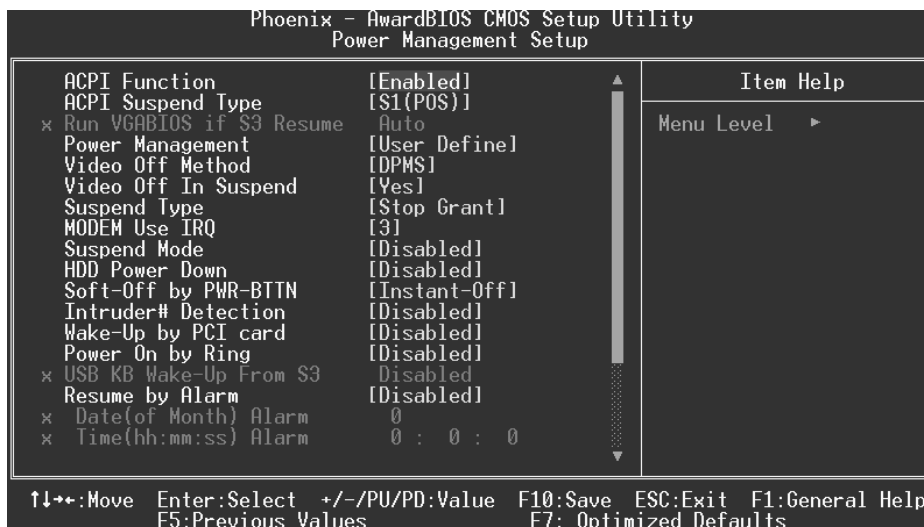 Phoenix - AwardBIOS CMOS Setup Utility
Power Management Setup
ACPI Function [Enabled]
ACPI Suspend Type [S1(POS)]
x Run VGABIOS if S3 Resume Auto
Power Management [User Define]
Video Off Method [DPMS]
Video Off In Suspend [Yes]
Suspend Type [Stop Grant]
MODEM Use IRQ [3]
Suspend Mode [Disabled]
HDD Power Down [Disabled]
Soft-Off by PWR-BTTN [Instant-Off]
Intruder# Detection [Disabled]
Wake-Up by PCI card [Disabled]
Power On by Ring [Disabled]
x USB KB Wake-Up From S3 Disabled
Resume by Alarm [Disabled]
x Date(of Month) Alarm 0
x Time(hh:mm:ss) Alarm 0 : 0 : 0
Item Help
Menu Level ►
↑↓→←:Move Enter:Select +/-/PU/PD:Value F10:Save ESC:Exit F1:General Help
F5:Previous Values F7: Optimized Defaults